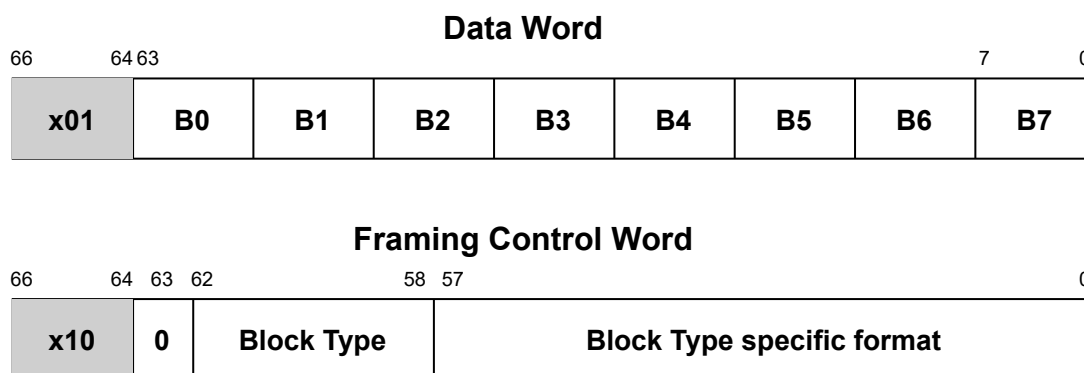 Data Word
66 64 63 7 0
x01 B0 B1 B2 B3 B4 B5 B6 B7
Framing Control Word
66 64 63 62 58 57 0
x10 0 Block Type Block Type specific format